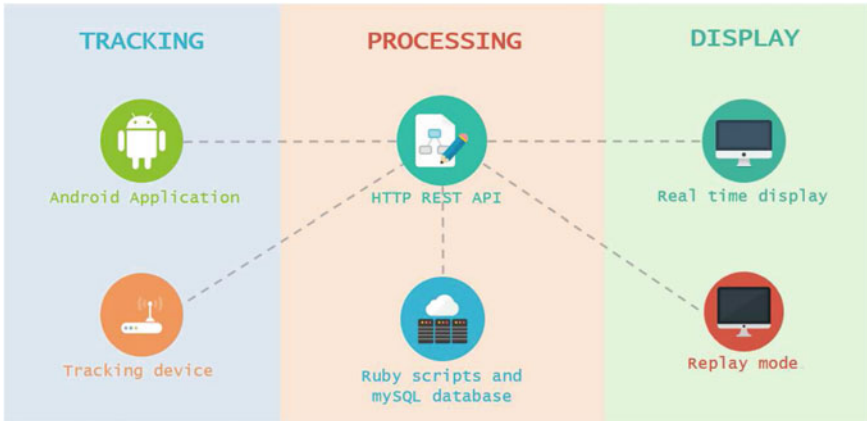 TRACKING
PROCESSING
DISPLAY
Android Application
HTTP REST API
Real time display
Tracking device
Ruby scripts and
mySQL database
Replay mode